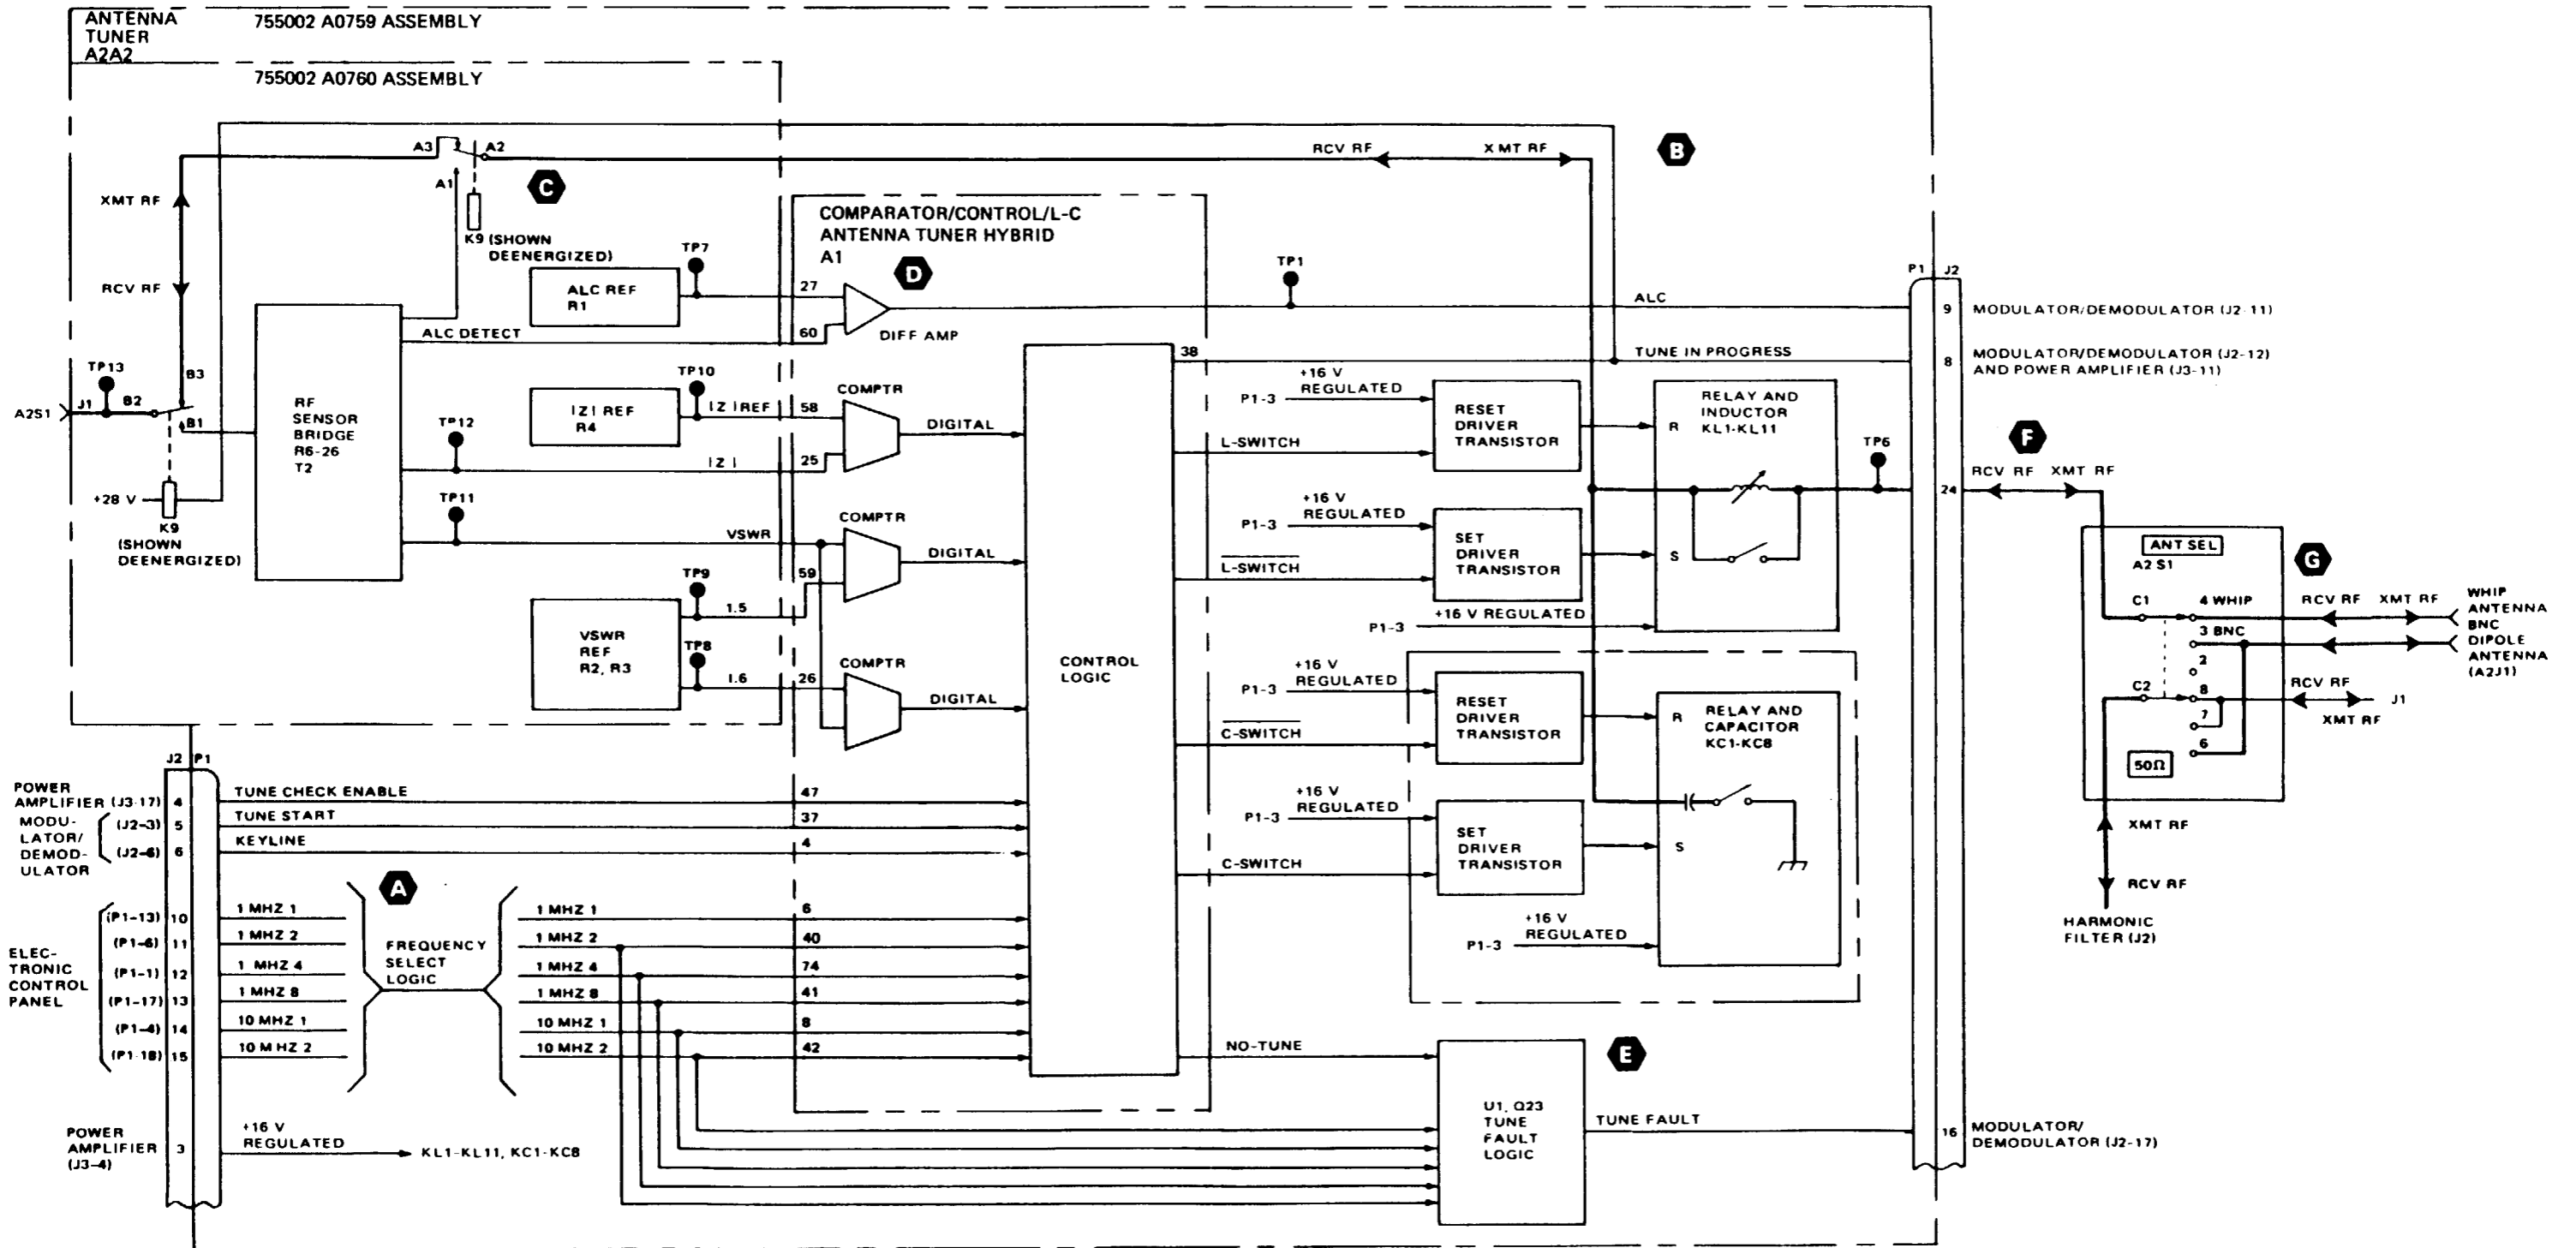 ANTENNA
TUNER
A2A2
755002 A0759 ASSEMBLY
755002 A0760 ASSEMBLY
A3
A2
A1
C
K9 (SHOWN
DEENERGIZED)
RCV RF
XMT RF
B
XMT RF
RCV RF
COMPARATOR/CONTROL/L-C
ANTENNA TUNER HYBRID
A1
D
ALC REF
R1
TP7
27
ALC DETECT
60
DIFF AMP
TP1
ALC
P1
J2
9
MODULATOR/DEMODULATOR (J2-11)
38
TUNE IN PROGRESS
8
MODULATOR/DEMODULATOR (J2-12)
AND POWER AMPLIFIER (J3-11)
A2S1
J1
TP13
B2
B3
B1
+28 V
K9
(SHOWN
DEENERGIZED)
RF
SENSOR
BRIDGE
R6-26
T2
TP12
|Z|
25
TP11
VSWR
|Z| REF
R4
TP10
|Z|REF
58
COMPTR
DIGITAL
COMPTR
DIGITAL
59
VSWR
REF
R2, R3
TP9
1.5
TP8
1.6
26
COMPTR
DIGITAL
CONTROL
LOGIC
P1-3
+16 V
REGULATED
L-SWITCH
RESET
DRIVER
TRANSISTOR
P1-3
+16 V
REGULATED
L-SWITCH
SET
DRIVER
TRANSISTOR
P1-3
+16 V REGULATED
RELAY AND
INDUCTOR
KL1-KL11
R
S
TP6
24
F
RCV RF
XMT RF
P1-3
+16 V
REGULATED
C-SWITCH
RESET
DRIVER
TRANSISTOR
P1-3
+16 V
REGULATED
C-SWITCH
SET
DRIVER
TRANSISTOR
P1-3
+16 V
REGULATED
RELAY AND
CAPACITOR
KC1-KC8
R
S
ANT SEL
A2 S1
G
C1
4 WHIP
3 BNC
2
C2
8
7
6
50Ω
RCV RF
XMT RF
WHIP
ANTENNA
BNC
DIPOLE
ANTENNA
(A2J1)
RCV RF
XMT RF
J1
XMT RF
RCV RF
HARMONIC
FILTER (J2)
J2
P1
POWER
AMPLIFIER (J3-17)
4
TUNE CHECK ENABLE
47
MODU-
LATOR/
DEMOD-
ULATOR
(J2-3)
5
TUNE START
37
(J2-6)
6
KEYLINE
4
A
FREQUENCY
SELECT
LOGIC
ELEC-
TRONIC
CONTROL
PANEL
(P1-13)
10
1 MHZ 1
1 MHZ 1
6
(P1-6)
11
1 MHZ 2
1 MHZ 2
40
(P1-1)
12
1 MHZ 4
1 MHZ 4
74
(P1-17)
13
1 MHZ 8
1 MHZ 8
41
(P1-4)
14
10 MHZ 1
10 MHZ 1
8
(P1-18)
15
10 MHZ 2
10 MHZ 2
42
POWER
AMPLIFIER
(J3-4)
3
+16 V
REGULATED
KL1-KL11, KC1-KC8
NO-TUNE
E
U1, Q23
TUNE
FAULT
LOGIC
TUNE FAULT
16
MODULATOR/
DEMODULATOR (J2-17)